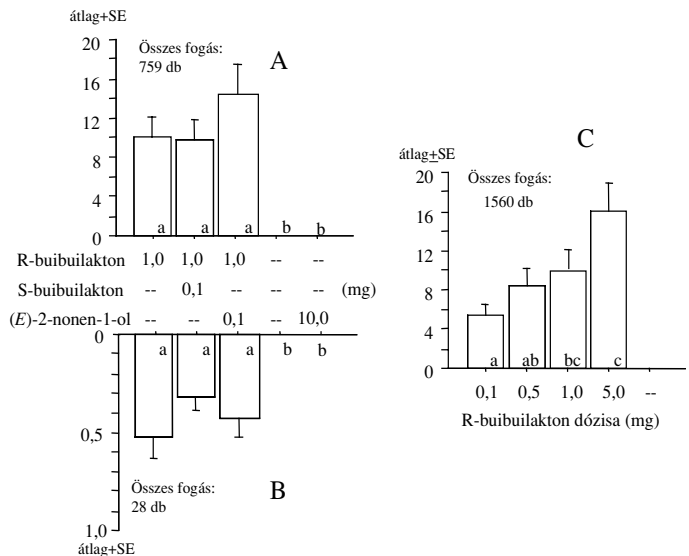 átlag+SE
20
Összes fogás:
759 db
A
16
12
8
4
0
a a a b b
R-buibuilakton 1,0 1,0 1,0 -- --
S-buibuilakton -- 0,1 -- -- -- (mg)
(E)-2-nonen-1-ol -- -- 0,1 -- 10,0
0
a a a b b
0,5
Összes fogás:
28 db
B
1,0
átlag+SE
C
átlag±SE
20
Összes fogás:
1560 db
16
12
8
4
0
a ab bc c
0,1 0,5 1,0 5,0 --
R-buibuilakton dózisa (mg)